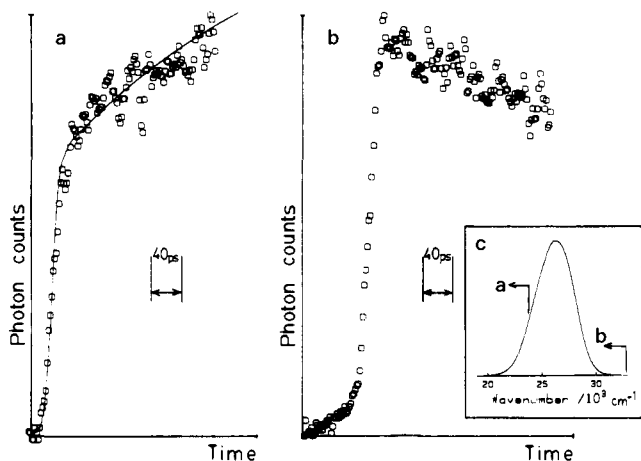 a
Photon counts
40ps
Time
b
Photon counts
40ps
Time
c
a
b
20 25 30
Wavenumber /10³ cm⁻¹